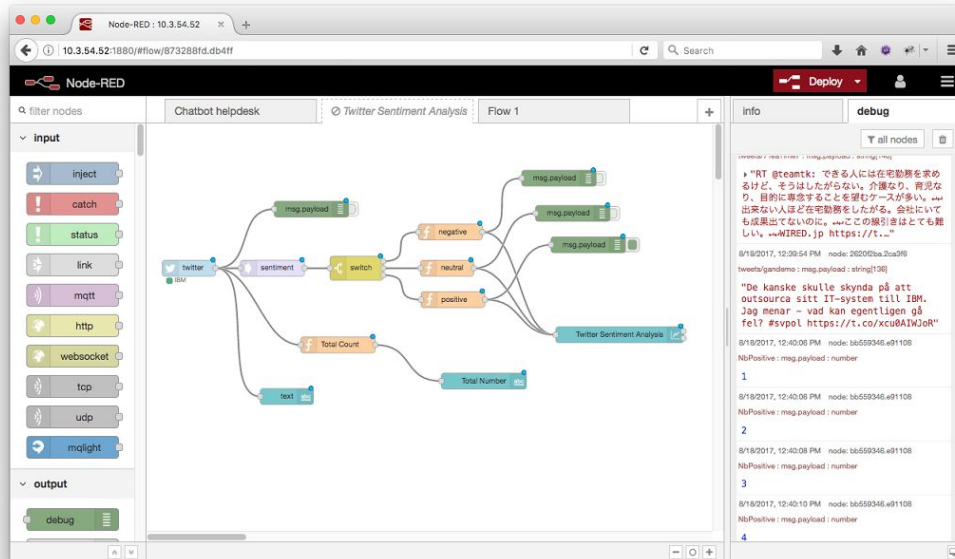 Node-RED : 10.3.54.52
10.3.54.52:1880/#flow/873288fd.db4ff
Search
Node-RED
Deploy
filter nodes
Chatbot helpdesk
Twitter Sentiment Analysis
Flow 1
info
debug
all nodes
input
inject
catch
status
link
mqtt
http
websocket
tcp
udp
mqlight
output
debug
msg.payload
twitter
IBM
sentiment
switch
negative
neutral
positive
msg.payload
msg.payload
msg.payload
Twitter Sentiment Analysis
Total Count
Total Number
abc
text
abc
"RT @teamtk: できる人には在宅勤務を求め
るけど、そうはしたがらない。介護なり、育児な
り、目的に専念することを望むケースが多い。↵↵
出来ない人ほど在宅勤務をしたがる。会社にいて
も成果出てないのに。↵↵ここの線引きはとても難
しい。↵↵WIRED.jp https://t.…"
8/18/2017, 12:39:54 PM node: 2620f2ba.2ca9f6
tweets/gandemo : msg.payload : string[136]
"De kanske skulle skynda på att
outsourca sitt IT-system till IBM.
Jag menar - vad kan egentligen gå
fel? #svpol https://t.co/xcu0AIWJoR"
8/18/2017, 12:40:06 PM node: bb559346.e91108
NbPositive : msg.payload : number
1
8/18/2017, 12:40:06 PM node: bb559346.e91108
NbPositive : msg.payload : number
2
8/18/2017, 12:40:08 PM node: bb559346.e91108
NbPositive : msg.payload : number
3
8/18/2017, 12:40:10 PM node: bb559346.e91108
NbPositive : msg.payload : number
4